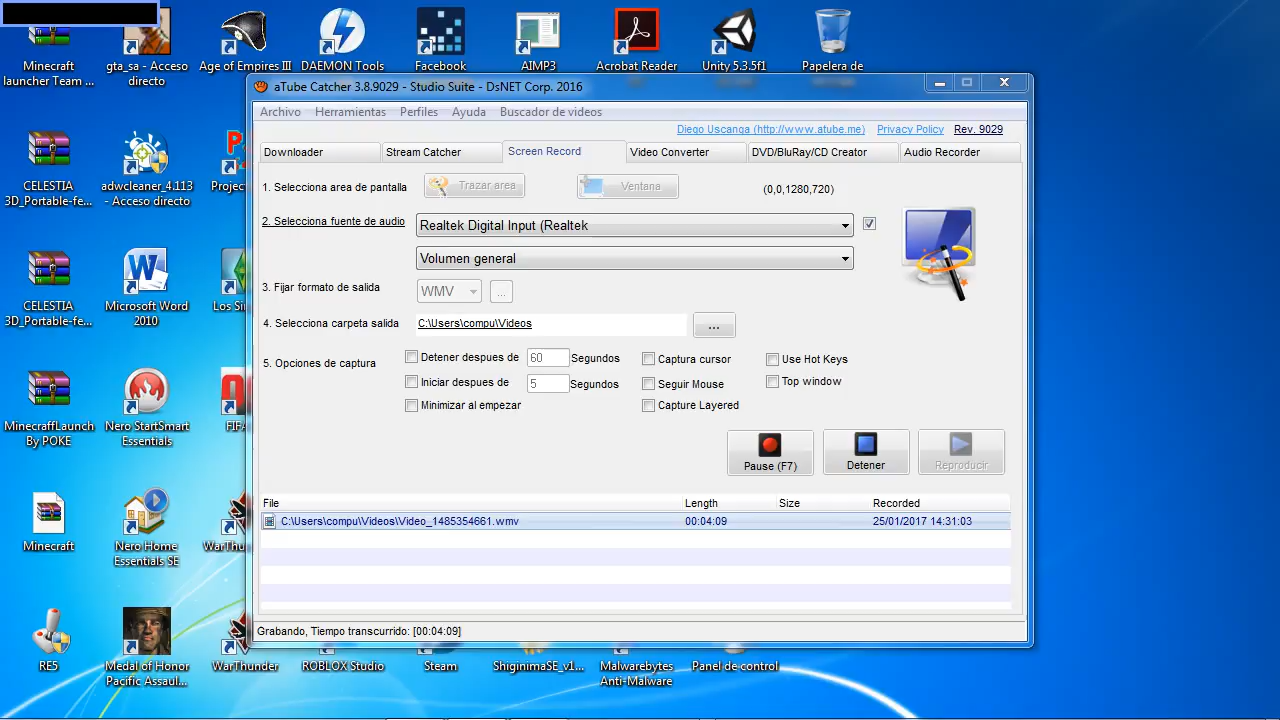 Minecraft
launcher Team ...
gta_sa - Acceso
directo
Age of Empires III
DAEMON Tools
Facebook
AIMP3
Acrobat Reader
Unity 5.3.5f1
Papelera de
aTube Catcher 3.8.9029 - Studio Suite - DsNET Corp. 2016
Archivo Herramientas Perfiles Ayuda Buscador de videos
Diego Uscanga (http://www.atube.me) Privacy Policy Rev. 9029
Downloader Stream Catcher Screen Record Video Converter DVD/BluRay/CD Creator Audio Recorder
1. Selecciona area de pantalla Trazar area Ventana (0,0,1280,720)
2. Selecciona fuente de audio Realtek Digital Input (Realtek
Volumen general
3. Fijar formato de salida WMV ...
4. Selecciona carpeta salida C:\Users\compu\Videos ...
5. Opciones de captura
Detener despues de 60 Segundos Captura cursor Use Hot Keys
Iniciar despues de 5 Segundos Seguir Mouse Top window
Minimizar al empezar Capture Layered
Pause (F7) Detener Reproducir
File Length Size Recorded
C:\Users\compu\Videos\Video_1485354661.wmv 00:04:09 25/01/2017 14:31:03
Grabando, Tiempo transcurrido: [00:04:09]
CELESTIA
3D_Portable-fe...
adwcleaner_4.113
- Acceso directo
Project
CELESTIA
3D_Portable-fe...
Microsoft Word
2010
Los Sim
MinecraftLaunch
By POKE
Nero StartSmart
Essentials
FIFA
Minecraft
Nero Home
Essentials SE
WarThund
RE5
Medal of Honor
Pacific Assaul...
WarThunder
ROBLOX Studio
Steam
ShiginimaSE_v1...
Malwarebytes
Anti-Malware
Panel de control